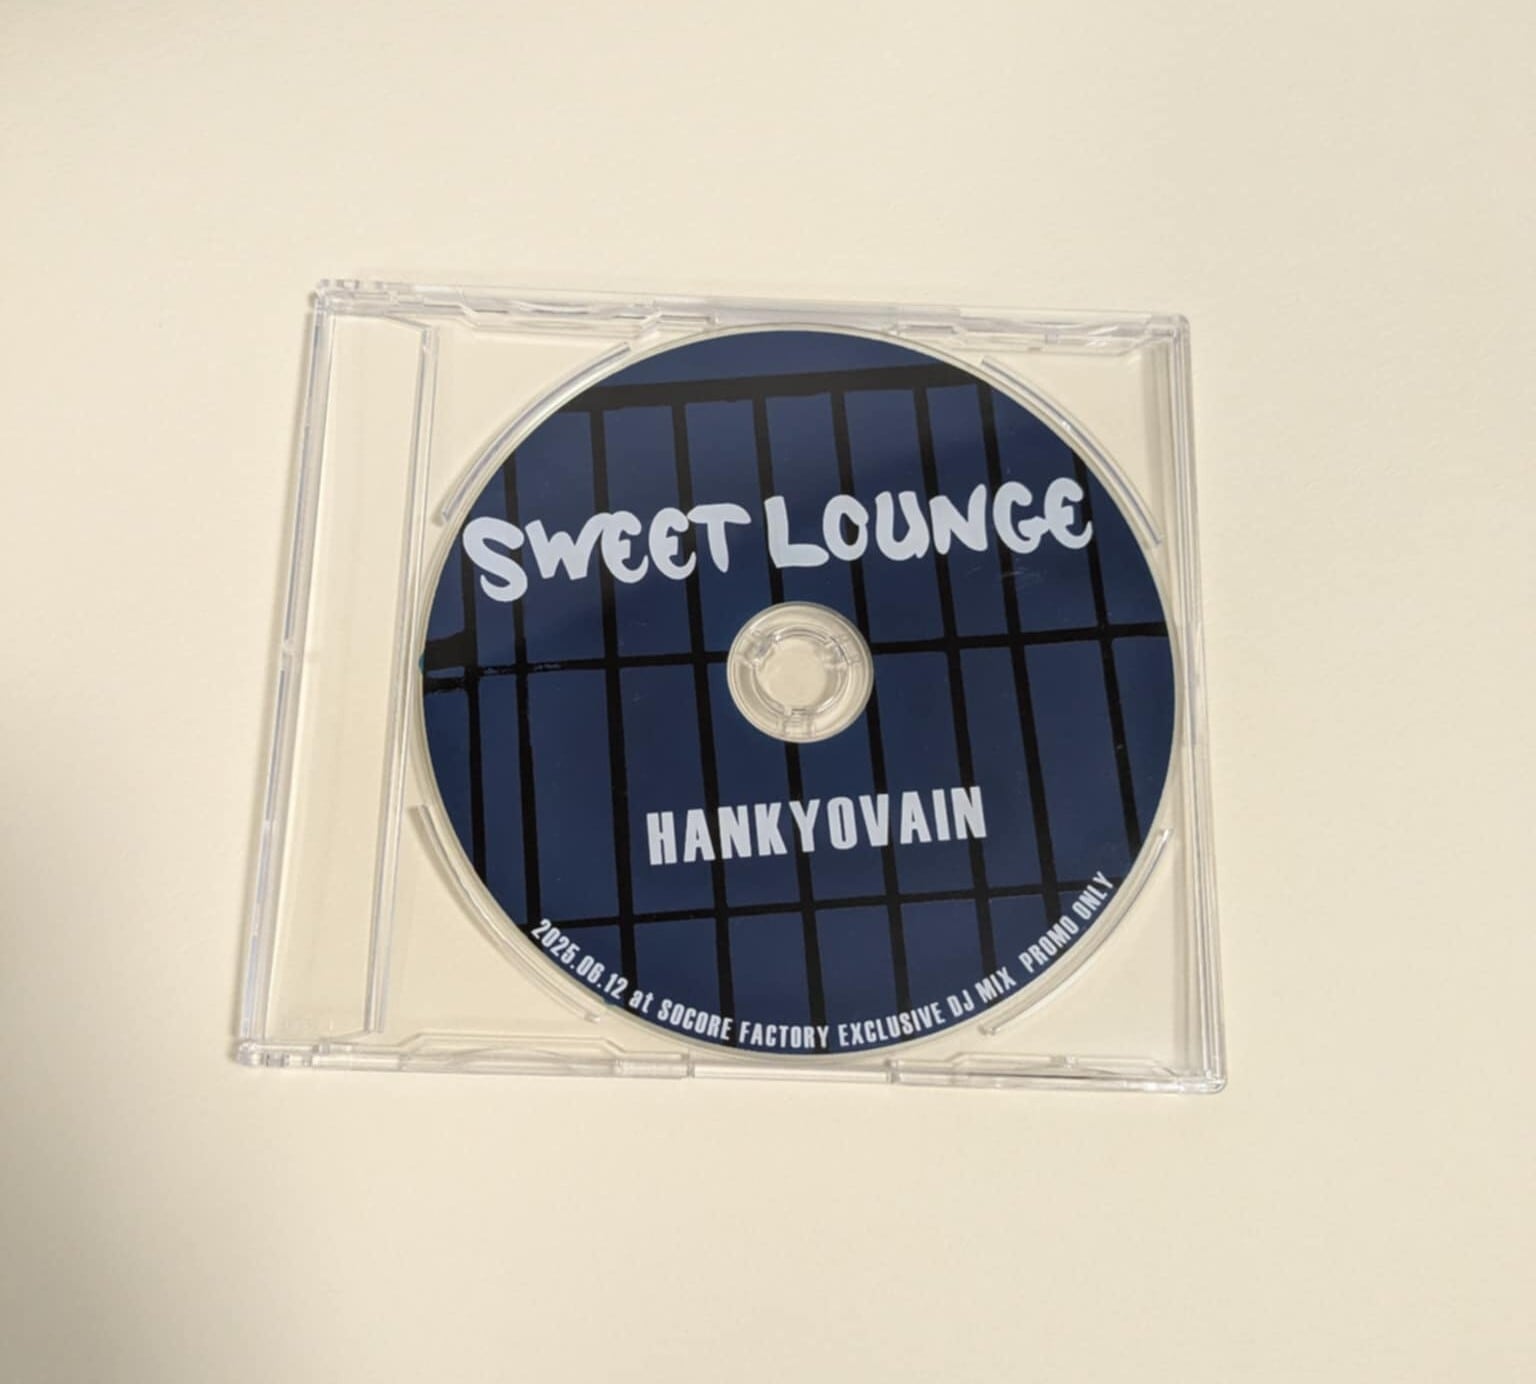 SWEET LOUNGE
HANKYOVAIN
2025.06.12 at SOCORE FACTORY EXCLUSIVE DJ MIX PROMO ONLY